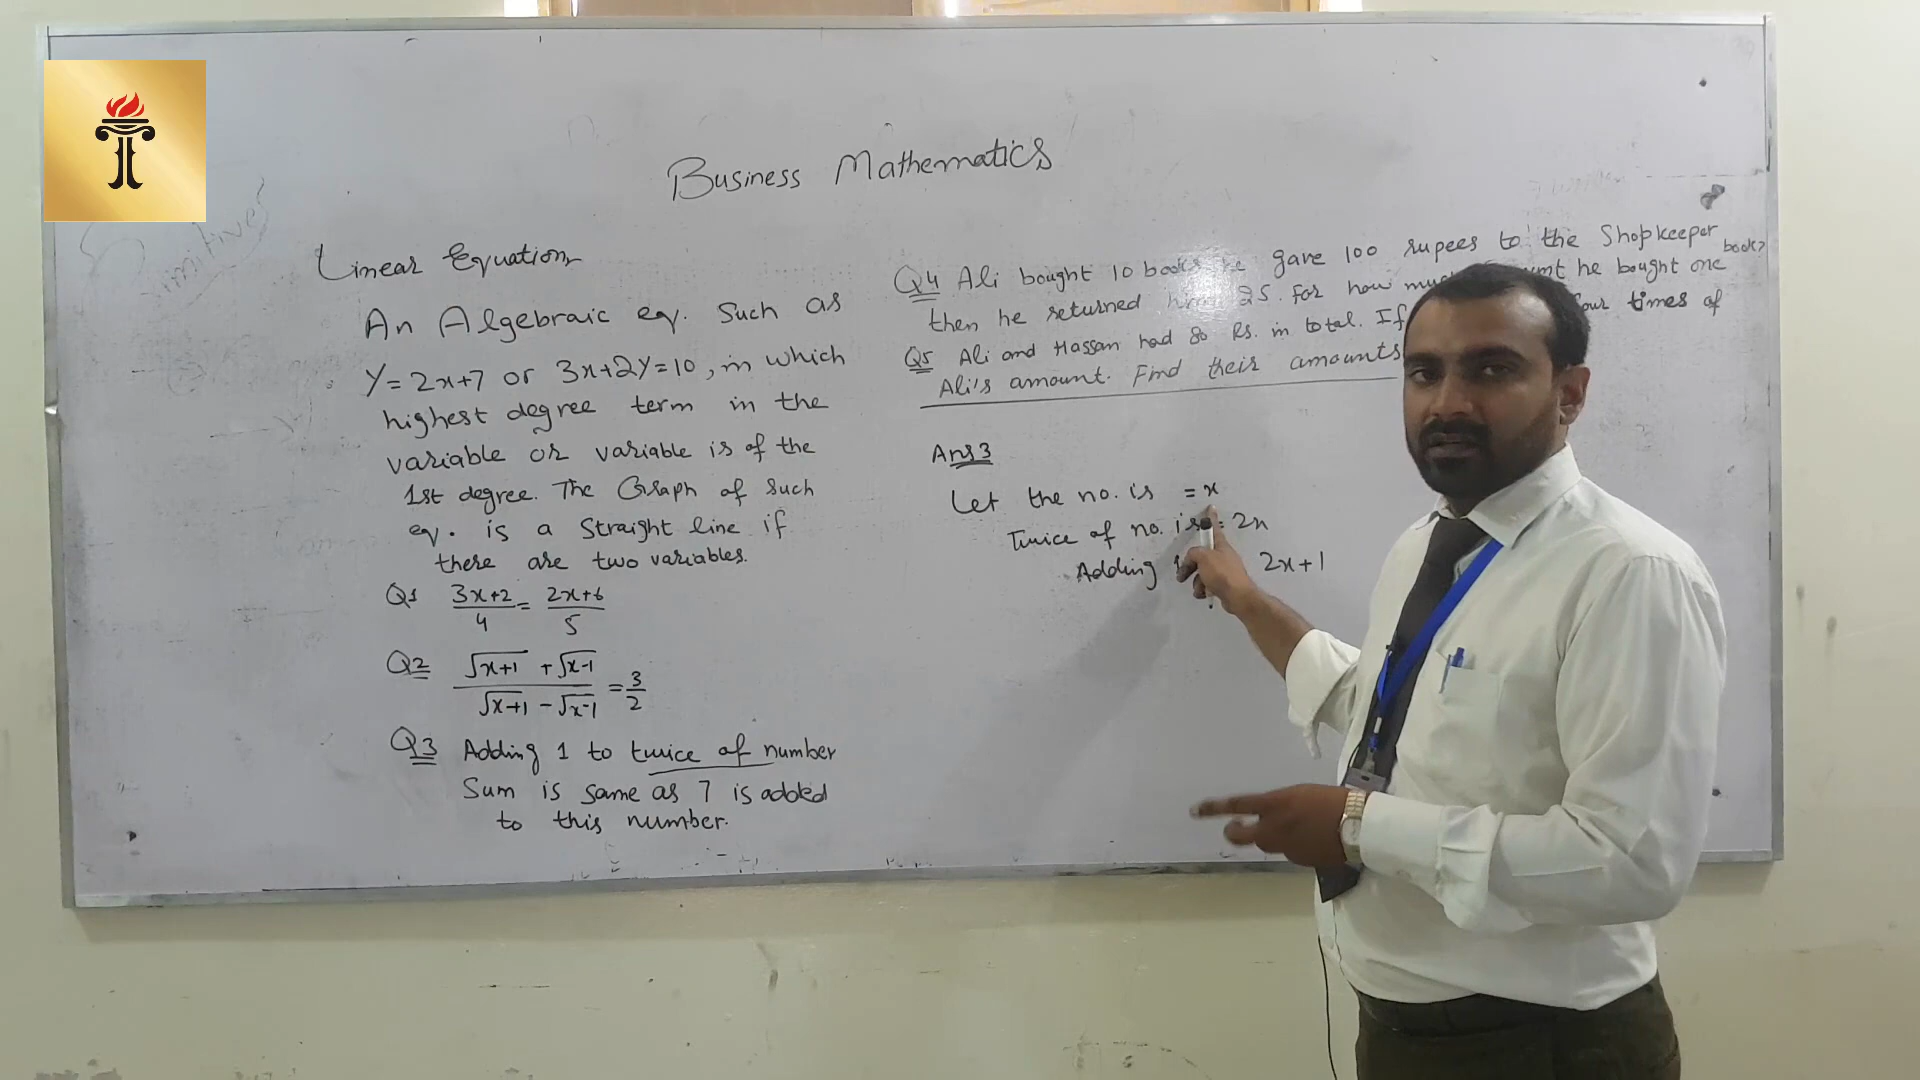 Business Mathematics
Linear Equation
An Algebraic eq. Such as
Y=2x+7 or 3x+2y=10, in which
highest degree term in the
variable or variable is of the
1st degree. The Graph of such
eq. is a straight line if
there are two variables.
Q1 (3x+2)/4 = (2x+6)/5
Q2 (√x+1 + √x-1)/(√x+1 - √x-1) = 3/2
Q3 Adding 1 to twice of number
Sum is same as 7 is added
to this number.
Q4 Ali bought 10 books he gave 100 rupees to the Shopkeeper
then he returned him 25. For how much he bought one book?
Q5 Ali and Hassan had 80 Rs. in total. If four times of
Ali's amount. Find their amounts
Ans3
Let the no. is = x
Twice of no. is = 2x
Adding 2x+1